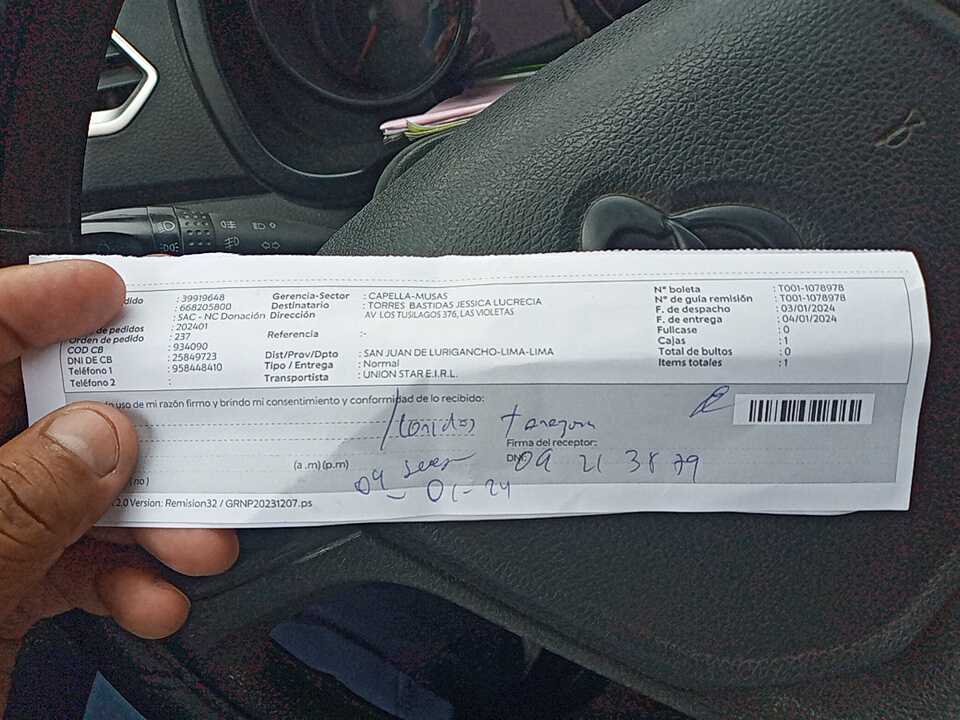 dido : 39919648
: 668205800
: SAC - NC Donación
de pedidos : 202401
Orden de pedido : 237
COD CB : 934090
DNI DE CB : 25849723
Teléfono 1 : 958448410
Teléfono 2 :
Gerencia-Sector : CAPELLA-MUSAS
Destinatario : TORRES BASTIDAS JESSICA LUCRECIA
Dirección : AV LOS TUSILAGOS 376, LAS VIOLETAS
Referencia :-
Dist/Prov/Dpto : SAN JUAN DE LURIGANCHO-LIMA-LIMA
Tipo / Entrega : Normal
Transportista : UNION STAR E.I.R.L.
N° boleta : T001-1078978
N° de guía remisión : T001-1078978
F. de despacho : 03/01/2024
F. de entrega : 04/01/2024
Fullcase : 0
Cajas : 1
Total de bultos : 0
Items totales : 1
uso de mi razón firmo y brindo mi consentimiento y conformidad de lo recibido:
Firma del receptor:
(a .m) (p.m) DNI 09 21 38 79
(no) 04 - 01-24
2.0 Version: Remision32 / GRNP20231207.ps